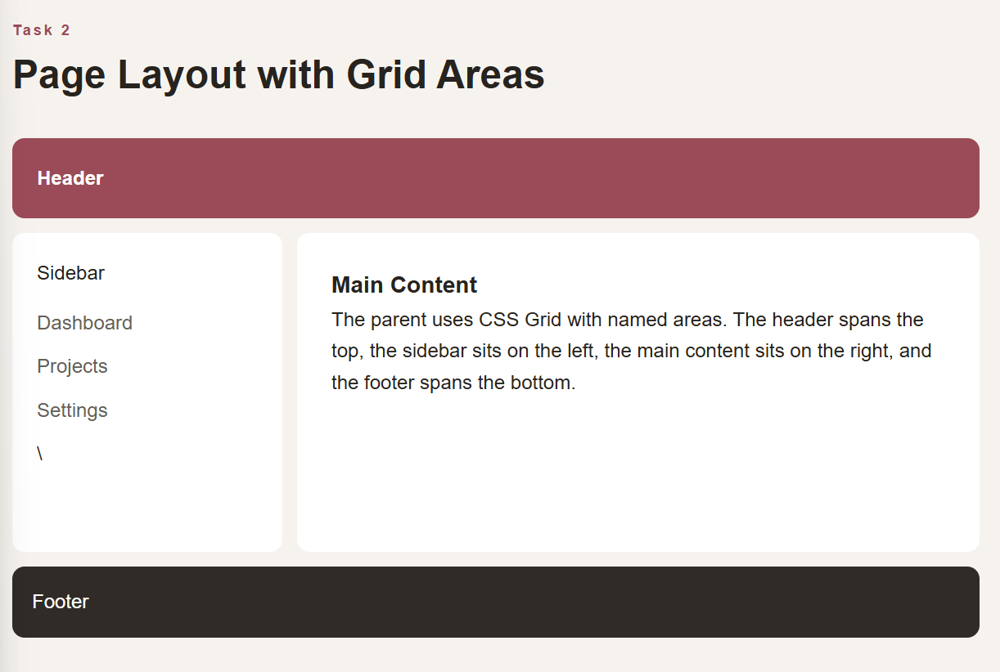 Task 2
Page Layout with Grid Areas
Header
Sidebar
Dashboard
Projects
Settings
\
Main Content
The parent uses CSS Grid with named areas. The header spans the
top, the sidebar sits on the left, the main content sits on the right, and
the footer spans the bottom.
Footer